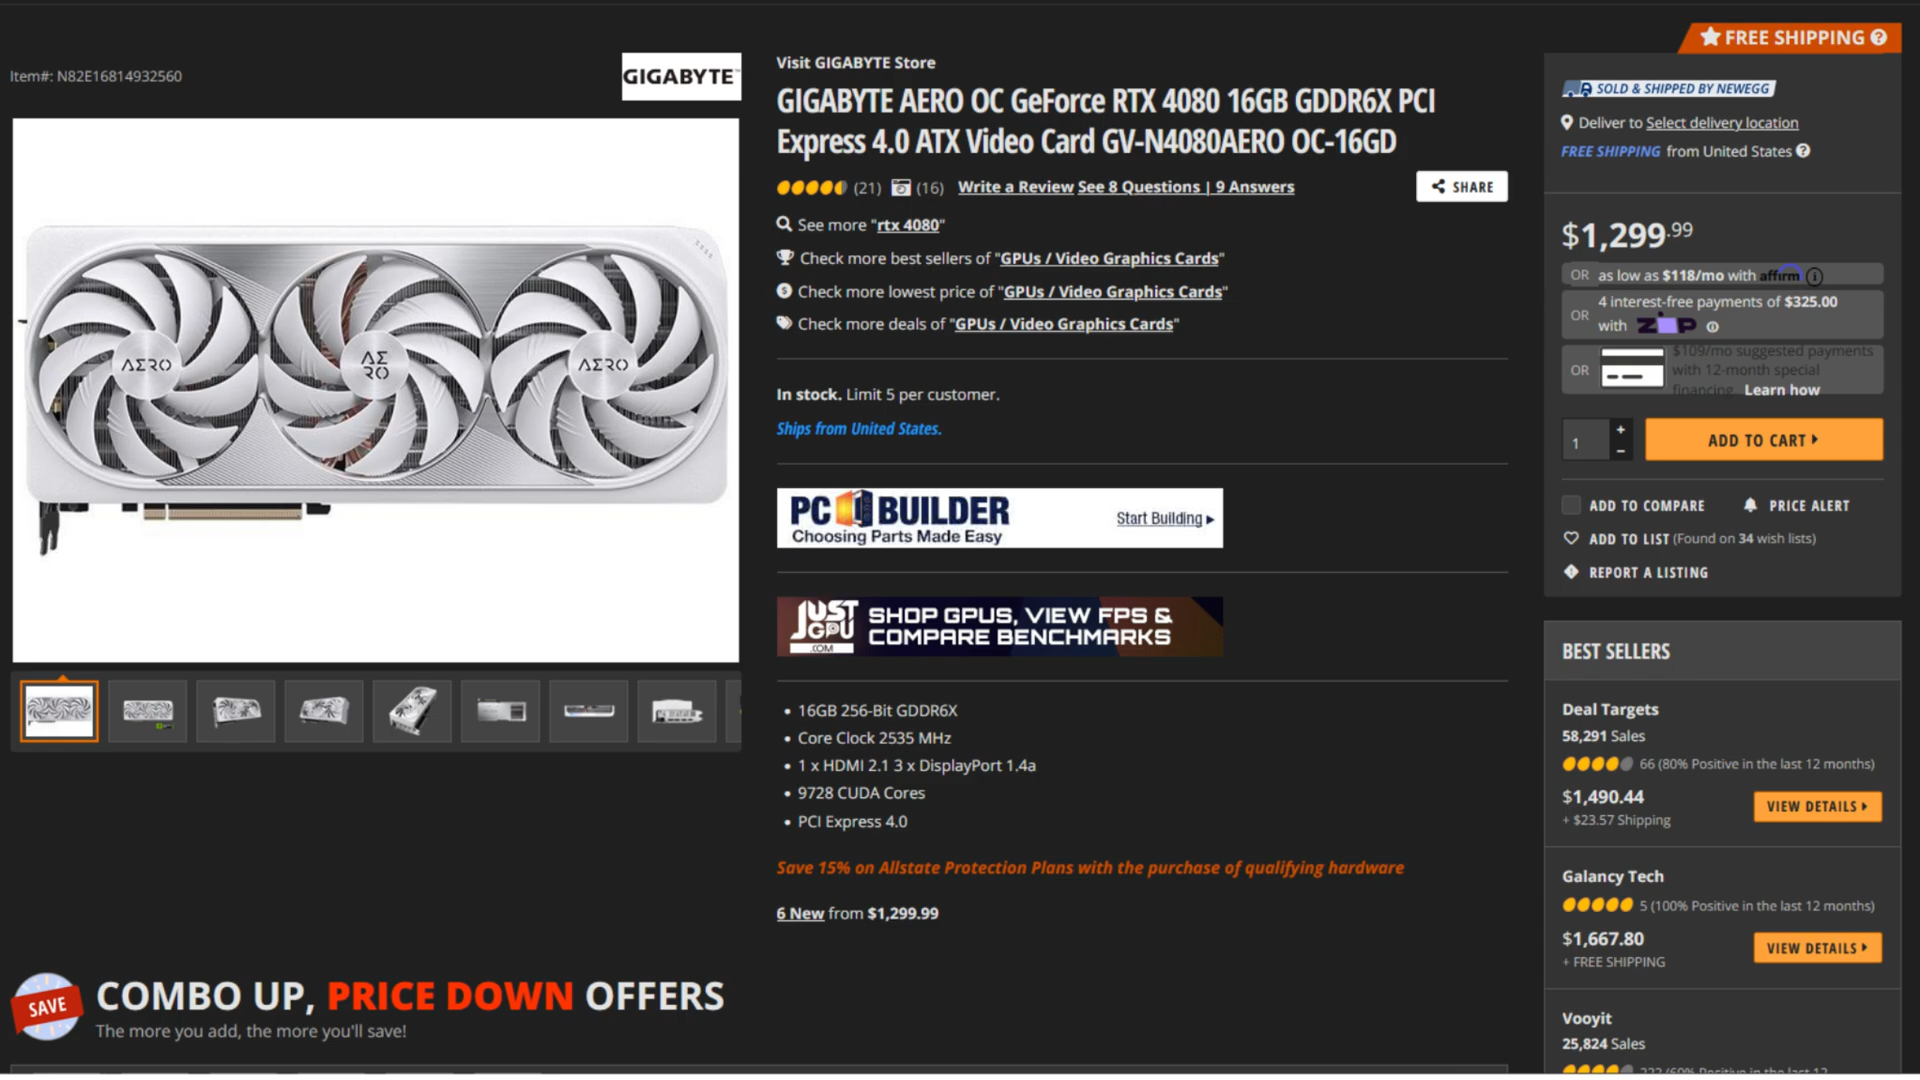 Item#: N82E16814932560
GIGABYTE™
AERO
AE
RO
AERO
Visit GIGABYTE Store
GIGABYTE AERO OC GeForce RTX 4080 16GB GDDR6X PCI
Express 4.0 ATX Video Card GV-N4080AERO OC-16GD
(21) (16) Write a Review See 8 Questions | 9 Answers
SHARE
See more "rtx 4080"
Check more best sellers of "GPUs / Video Graphics Cards"
Check more lowest price of "GPUs / Video Graphics Cards"
Check more deals of "GPUs / Video Graphics Cards"
In stock. Limit 5 per customer.
Ships from United States.
PC BUILDER
Choosing Parts Made Easy
Start Building
JUST
GPU
.COM
SHOP GPUS, VIEW FPS &
COMPARE BENCHMARKS
• 16GB 256-Bit GDDR6X
• Core Clock 2535 MHz
• 1 x HDMI 2.1 3 x DisplayPort 1.4a
• 9728 CUDA Cores
• PCI Express 4.0
Save 15% on Allstate Protection Plans with the purchase of qualifying hardware
6 New from $1,299.99
SAVE
COMBO UP, PRICE DOWN OFFERS
The more you add, the more you'll save!
FREE SHIPPING
SOLD & SHIPPED BY NEWEGG
Deliver to Select delivery location
FREE SHIPPING from United States
$1,299.99
OR as low as $118/mo with affirm
OR 4 interest-free payments of $325.00
with ZIP
OR $109/mo suggested payments
with 12-month special
financing. Learn how
1 + -
ADD TO CART
ADD TO COMPARE
PRICE ALERT
ADD TO LIST (Found on 34 wish lists)
REPORT A LISTING
BEST SELLERS
Deal Targets
58,291 Sales
66 (80% Positive in the last 12 months)
$1,490.44
+ $23.57 Shipping
VIEW DETAILS
Galancy Tech
5 (100% Positive in the last 12 months)
$1,667.80
+ FREE SHIPPING
VIEW DETAILS
Vooyit
25,824 Sales